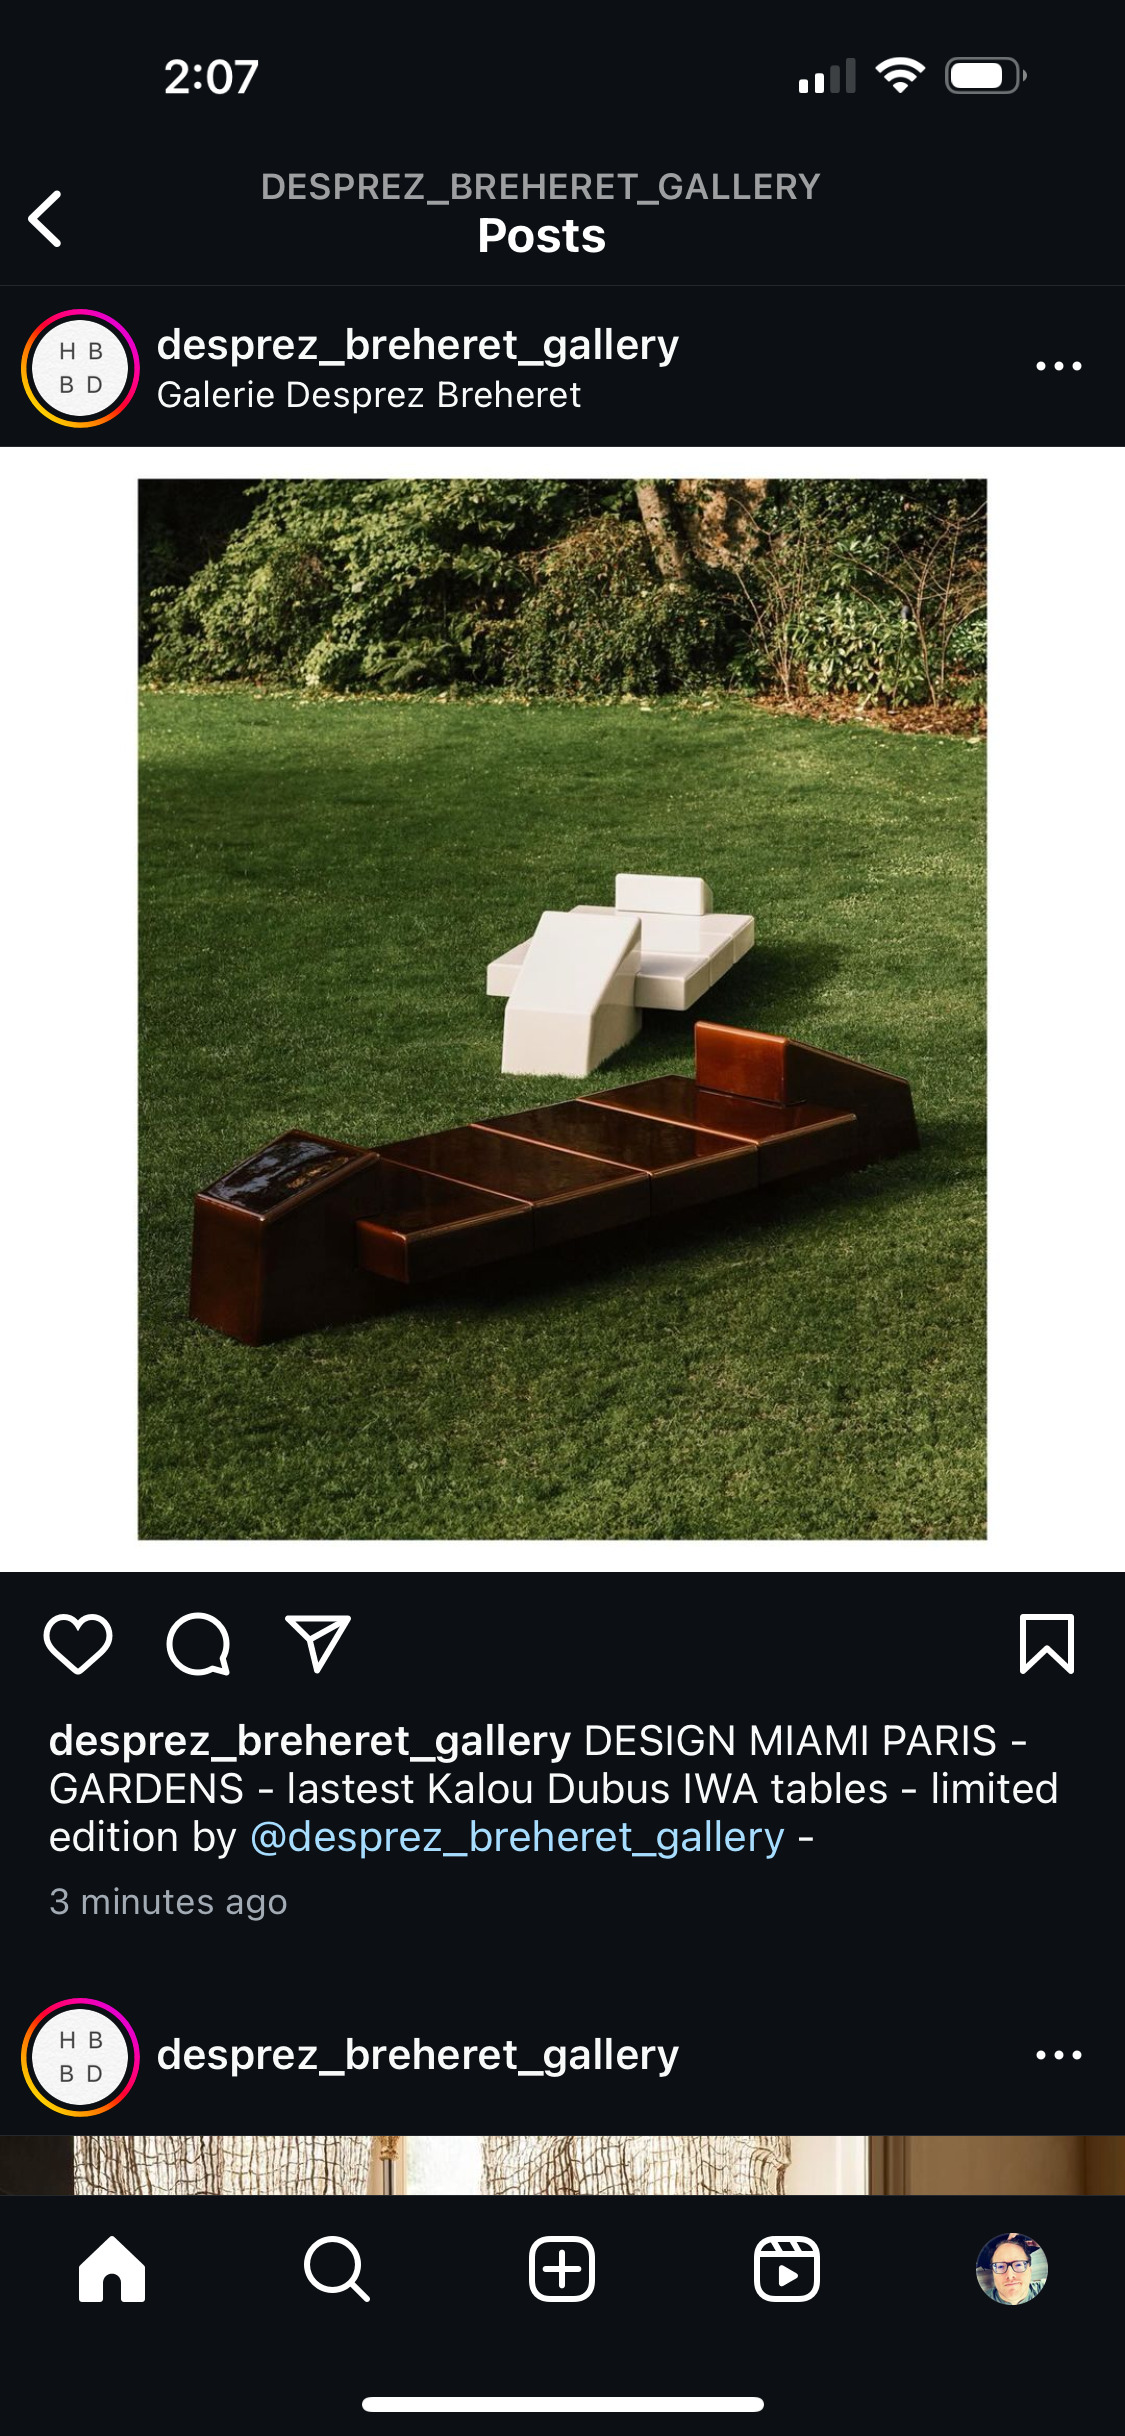 2:07
DESPREZ_BREHERET_GALLERY
Posts
H B
B D
desprez_breheret_gallery
Galerie Desprez Breheret
desprez_breheret_gallery DESIGN MIAMI PARIS -
GARDENS - lastest Kalou Dubus IWA tables - limited
edition by @desprez_breheret_gallery -
3 minutes ago
H B
B D
desprez_breheret_gallery